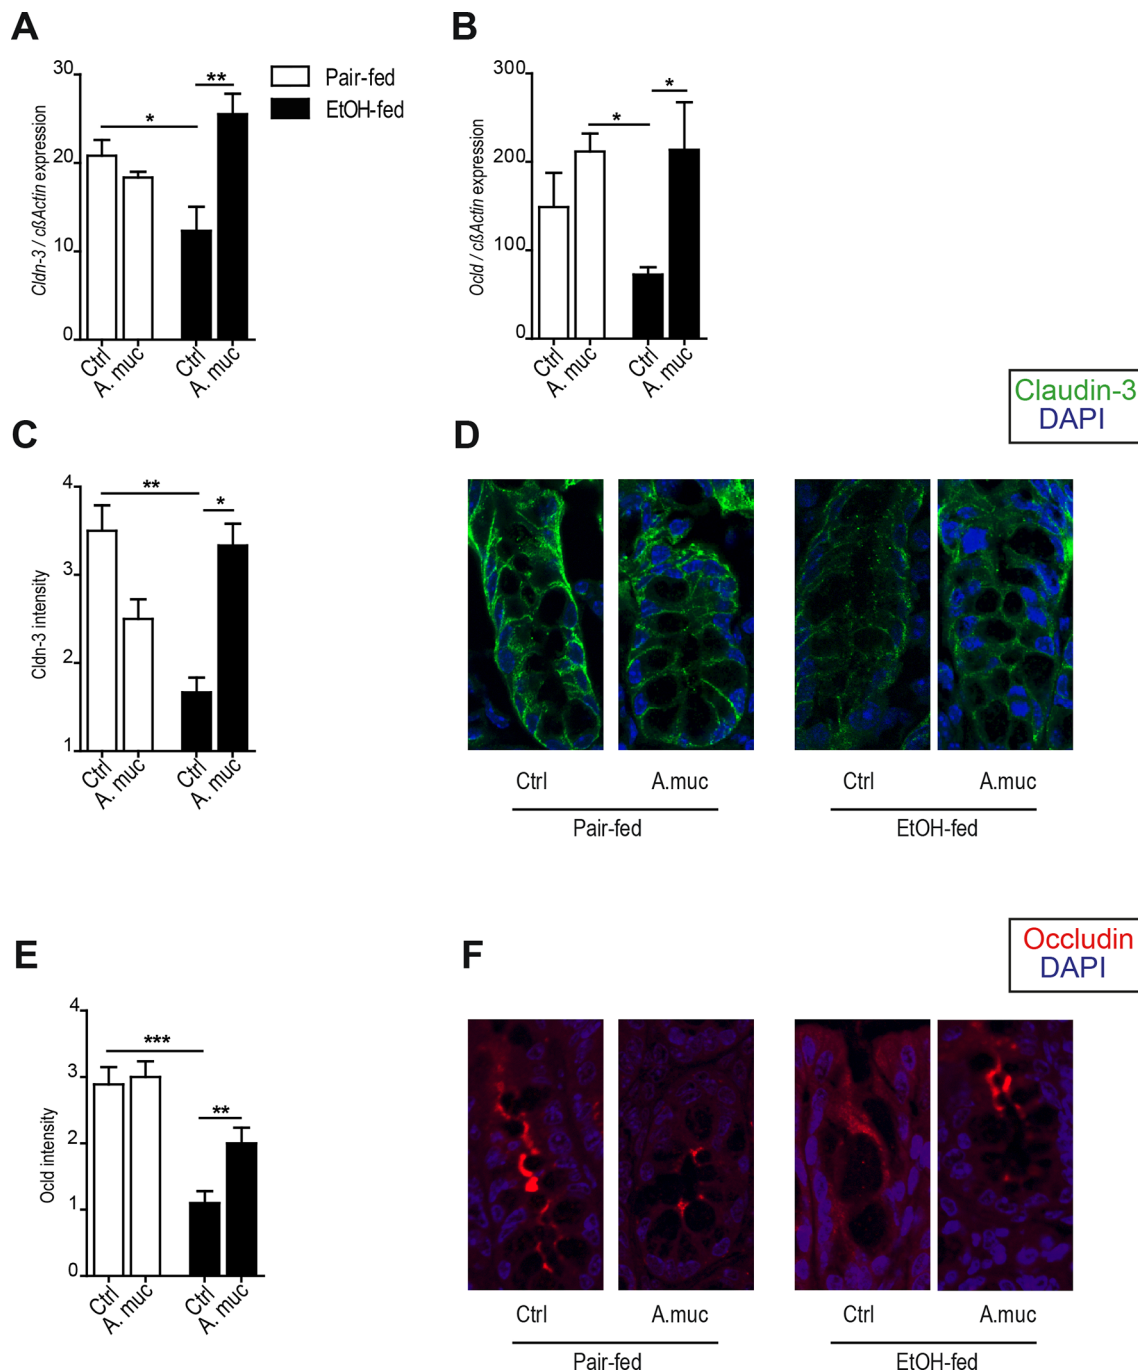 A
30
20
10
0
Cldn-3 / cßActin expression
*
**
Ctrl
A. muc
Ctrl
A. muc
Pair-fed
EtOH-fed
B
300
200
100
0
Ocld / cßActin expression
*
*
Ctrl
A. muc
Ctrl
A. muc
C
4
3
2
1
Cldn-3 intensity
**
*
Ctrl
A. muc
Ctrl
A. muc
D
Claudin-3
DAPI
Ctrl
A.muc
Ctrl
A.muc
Pair-fed
EtOH-fed
E
4
3
2
1
0
Ocld intensity
***
**
Ctrl
A. muc
Ctrl
A. muc
F
Occludin
DAPI
Ctrl
A.muc
Ctrl
A.muc
Pair-fed
EtOH-fed